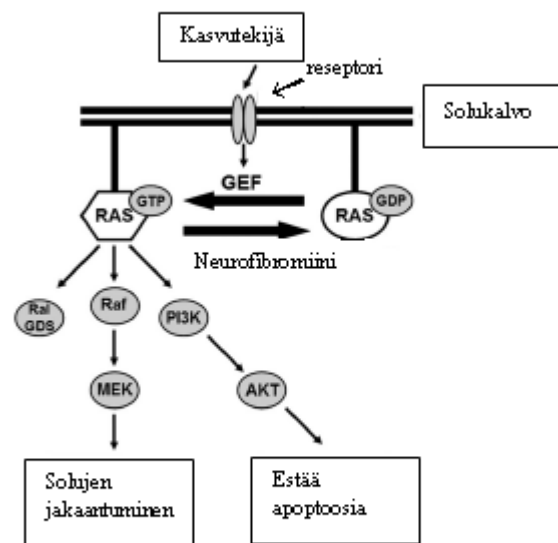 Kasvutekijä
reseptori
Solukalvo
GEF
RAS GTP
RAS GDP
Neurofibromiini
Ral
GDS
Raf
PI3K
MEK
AKT
Solujen
jakaantuminen
Estää
apoptoosia